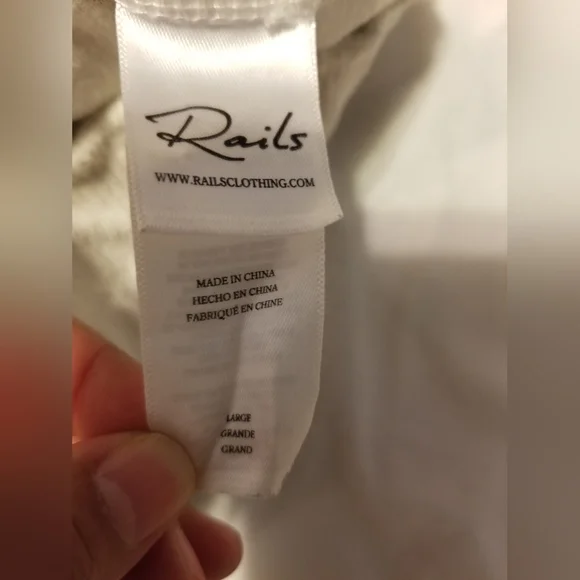 Rails
WWW.RAILSCLOTHING.COM
MADE IN CHINA
HECHO EN CHINA
FABRIQUÉ EN CHINE
LARGE
GRANDE
GRAND